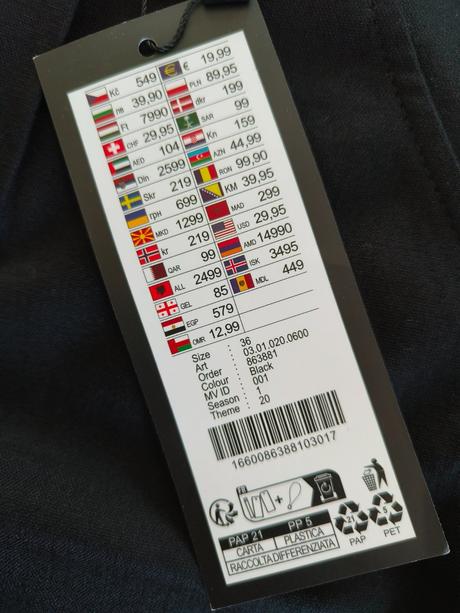 Kč 549 € 19,99
лв 39,90 PLN 89,95
Ft 7990 dkr 199
CHF 29,95 SAR 99
AED 104 Kn 159
Din 2599 AZN 44,99
Skr 219 RON 99,90
грн 699 KM 39,95
MKD 1299 MAD 299
kr 219 USD 29,95
QAR 99 AMD 14990
ALL 2499 ISK 3495
GEL 85 MDL 449
EGP 579
OMR 12,99
Size : 36
Art : 03.01.020.0600
Order : 863881
Colour : Black
MV ID : 001
Season : 1
Theme : 20
1660086388103017
FR
+
PAP 21 PP 5
CARTA PLASTICA
RACCOLTA DIFFERENZIATA
21 5
PAP PET